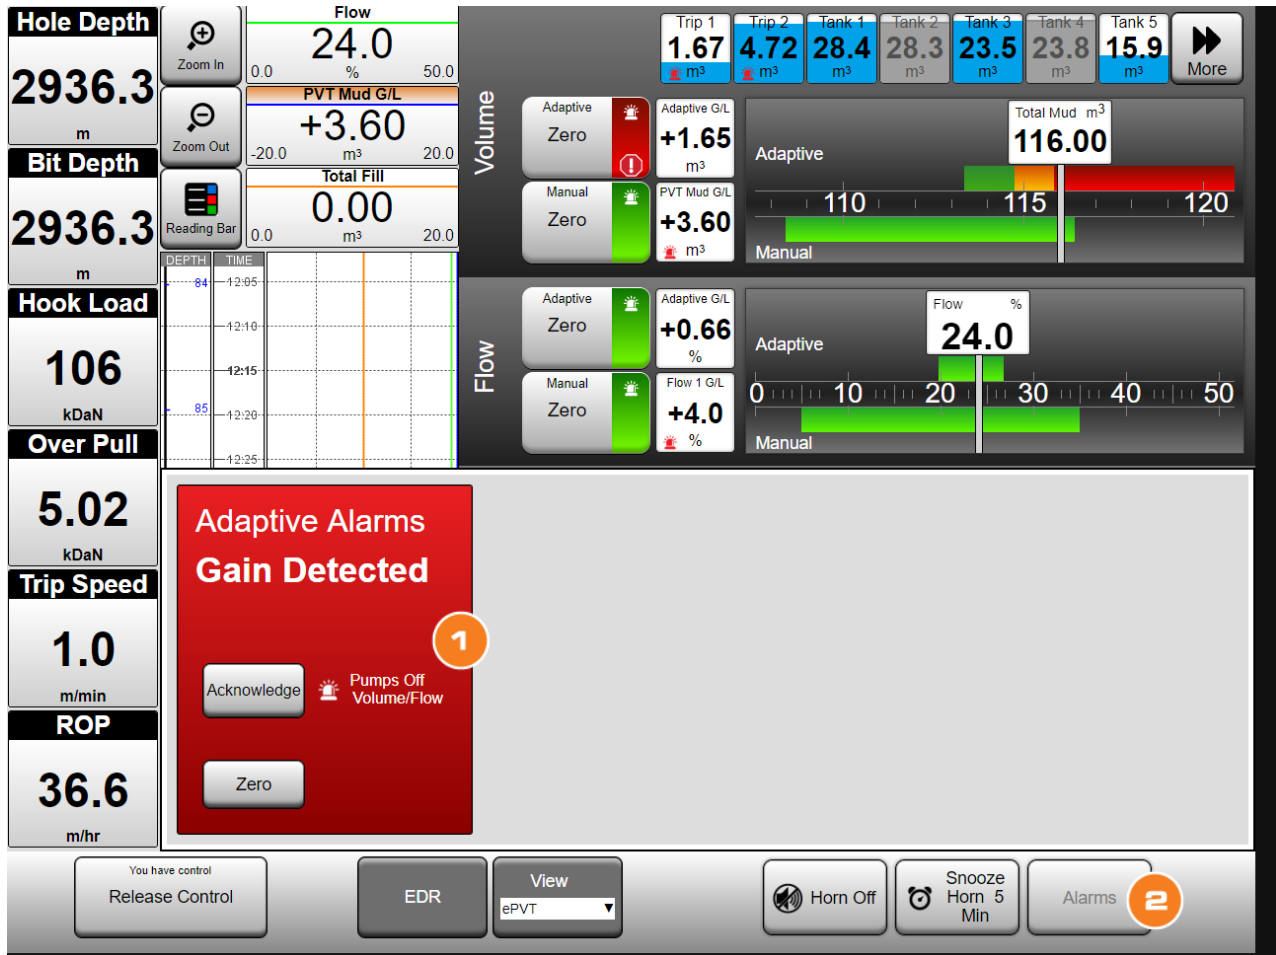 Hole Depth
2936.3
m
Bit Depth
2936.3
m
Hook Load
106
kDaN
Over Pull
5.02
kDaN
Trip Speed
1.0
m/min
ROP
36.6
m/hr
Zoom In
Zoom Out
Reading Bar
Flow
24.0
0.0 % 50.0
PVT Mud G/L
+3.60
-20.0 m³ 20.0
Total Fill
0.00
0.0 m³ 20.0
DEPTH TIME
84 12:05
12:10
12:15
85 12:20
12:25
Trip 1
1.67
m³
Trip 2
4.72
m³
Tank 1
28.4
m³
Tank 2
28.3
m³
Tank 3
23.5
m³
Tank 4
23.8
m³
Tank 5
15.9
m³
More
Volume
Adaptive
Zero
Adaptive G/L
+1.65
m³
Manual
Zero
PVT Mud G/L
+3.60
m³
Total Mud m³
116.00
Adaptive
110 115 120
Manual
Flow
Adaptive
Zero
Adaptive G/L
+0.66
%
Manual
Zero
Flow 1 G/L
+4.0
%
Flow %
24.0
Adaptive
0 10 20 30 40 50
Manual
Adaptive Alarms
Gain Detected
1
Acknowledge
Pumps Off
Volume/Flow
Zero
You have control
Release Control
EDR
View
ePVT
Horn Off
Snooze
Horn 5
Min
Alarms
2